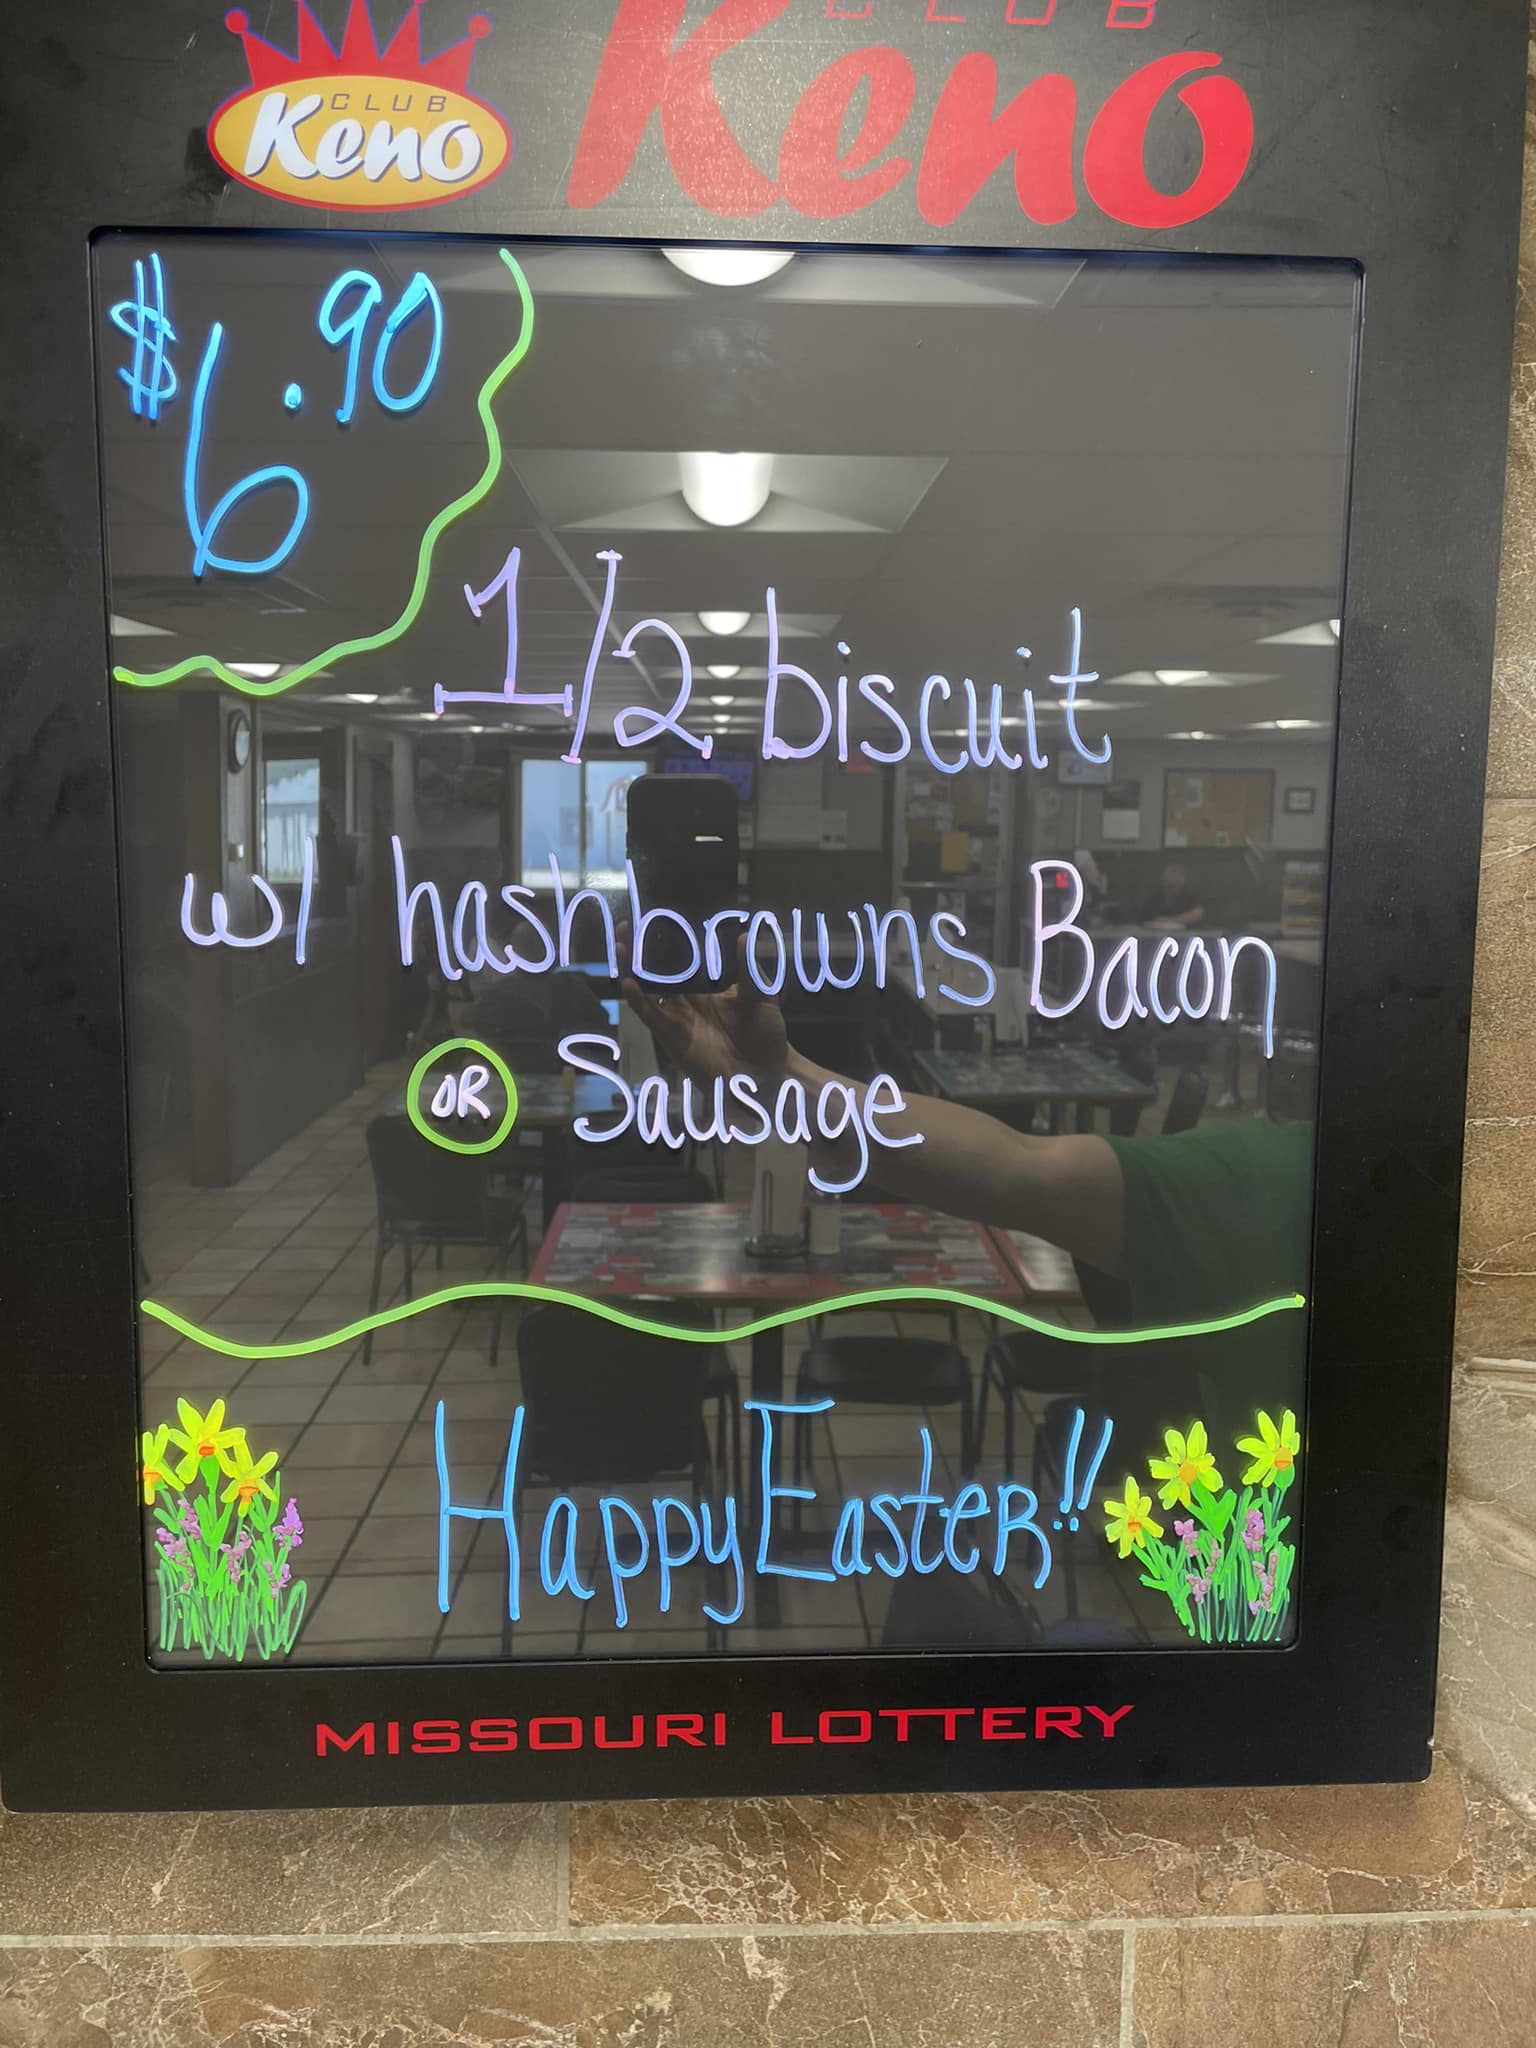 CLUB
Keno
CLUB
Keno
$6.90
1/2 biscuit
w/ hashbrowns Bacon
OR Sausage
Happy Easter!!
MISSOURI LOTTERY